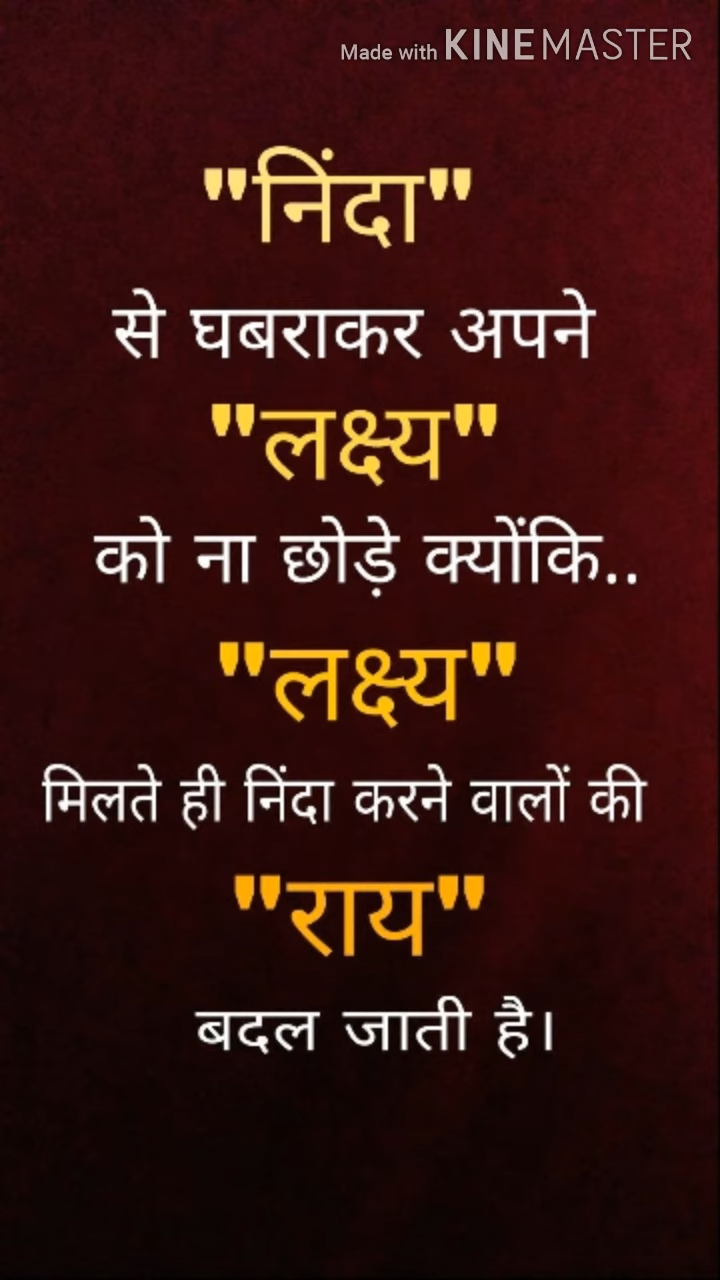 Made with KINEMASTER
"निंदा"
से घबराकर अपने
"लक्ष्य"
को ना छोड़े क्योंकि..
"लक्ष्य"
मिलते ही निंदा करने वालों की
"राय"
बदल जाती है।